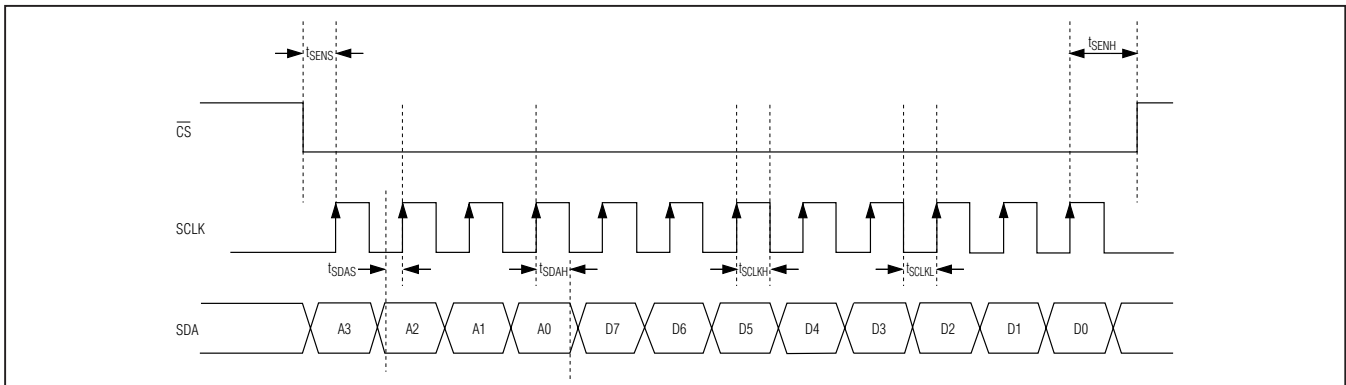 tSENS
tSENH
CS
SCLK
tSDAS
tSDAH
tSCLKH
tSCLKL
SDA
A3
A2
A1
A0
D7
D6
D5
D4
D3
D2
D1
D0